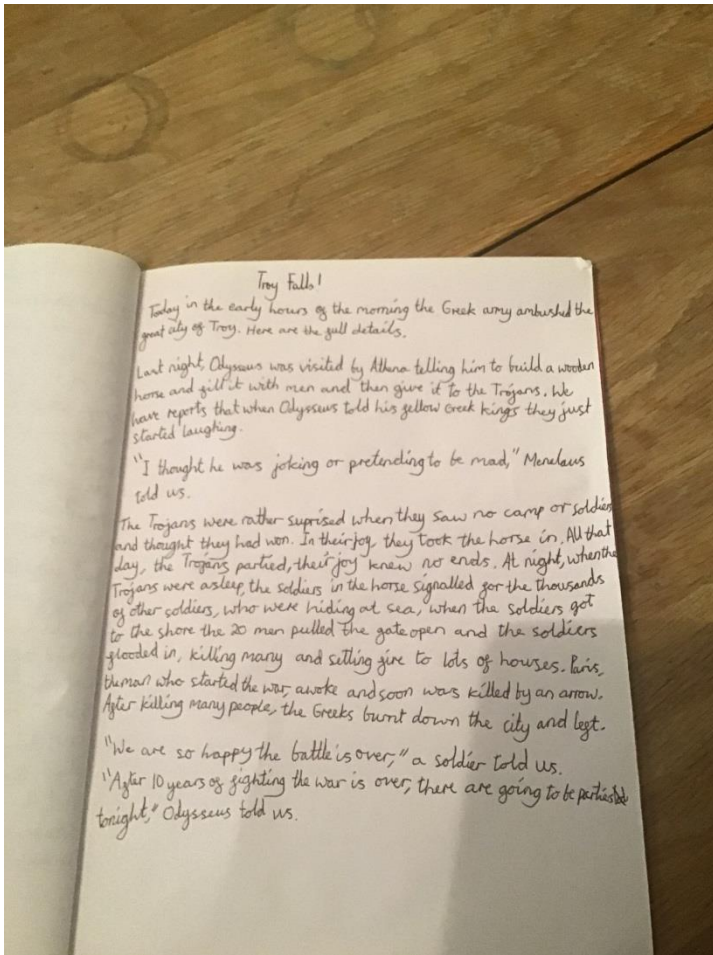 Troy Falls!
Today in the early hours of the morning the Greek army ambushed the
great city of Troy. Here are the full details.
Last night, Odysseus was visited by Athena telling him to build a wooden
horse and fill it with men and then give it to the Trojans. We
have reports that when Odysseus told his fellow Greek kings they just
started laughing.
"I thought he was joking or pretending to be mad," Menelaus
told us.
The Trojans were rather suprised when they saw no camp or soldiers
and thought they had won. In their joy, they took the horse in. All that
day, the Trojans partied, their joy knew no ends. At night, when the
Trojans were asleep, the soldiers in the horse signalled for the thousands
of other soldiers, who were hiding at sea, when the soldiers got
to the shore the 20 men pulled the gate open and the soldiers
flooded in, killing many and setting fire to lots of houses. Paris,
the man who started the war, awoke and soon was killed by an arrow.
After killing many people, the Greeks burnt down the city and left.
"We are so happy the battle is over," a soldier told us.
"After 10 years of fighting the war is over, there are going to be parties
tonight," Odysseus told us.